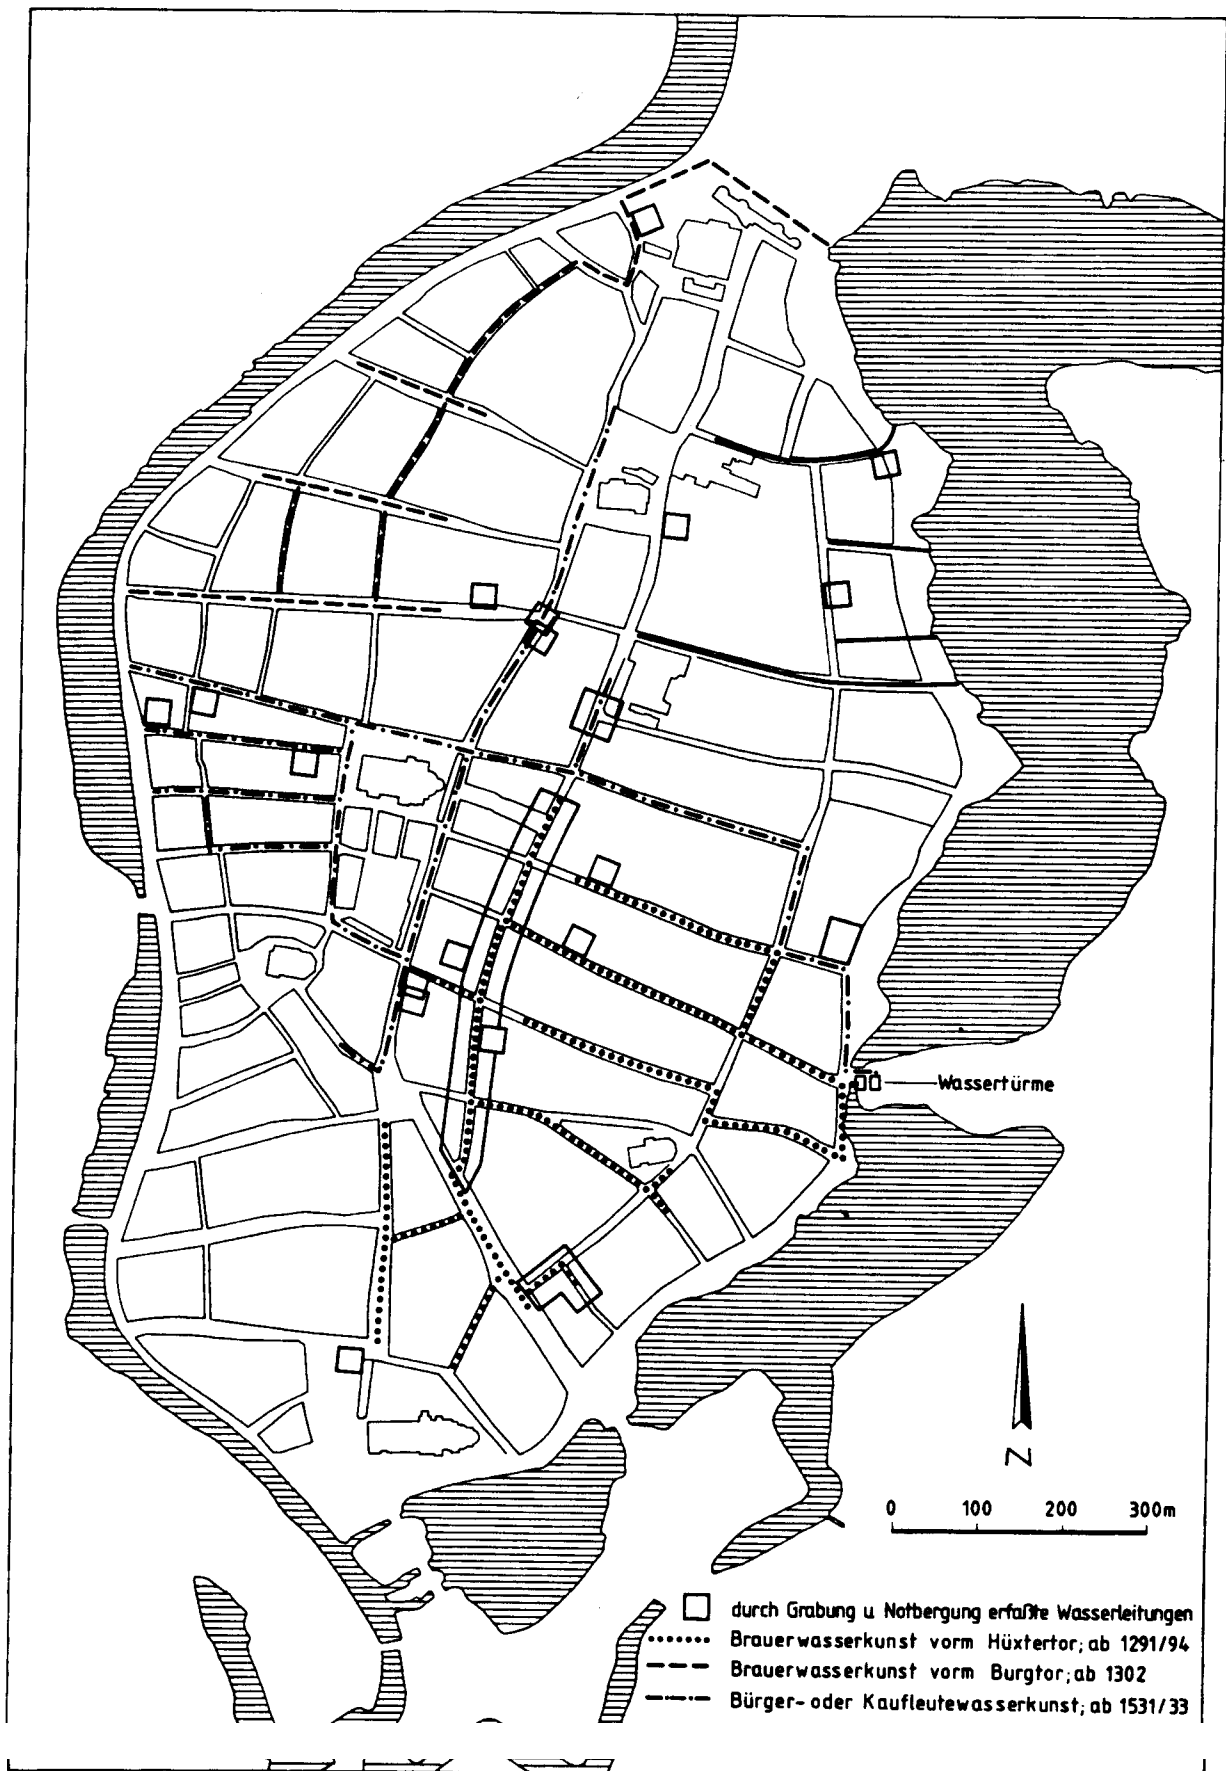 Wassertürme
N
0 100 200 300m
durch Grabung u Notbergung erfaßte Wasserleitungen
Brauerwasserkunst vorm Hüxtertor; ab 1291/94
Brauerwasserkunst vorm Burgtor; ab 1302
Bürger- oder Kaufleutewasserkunst; ab 1531/33